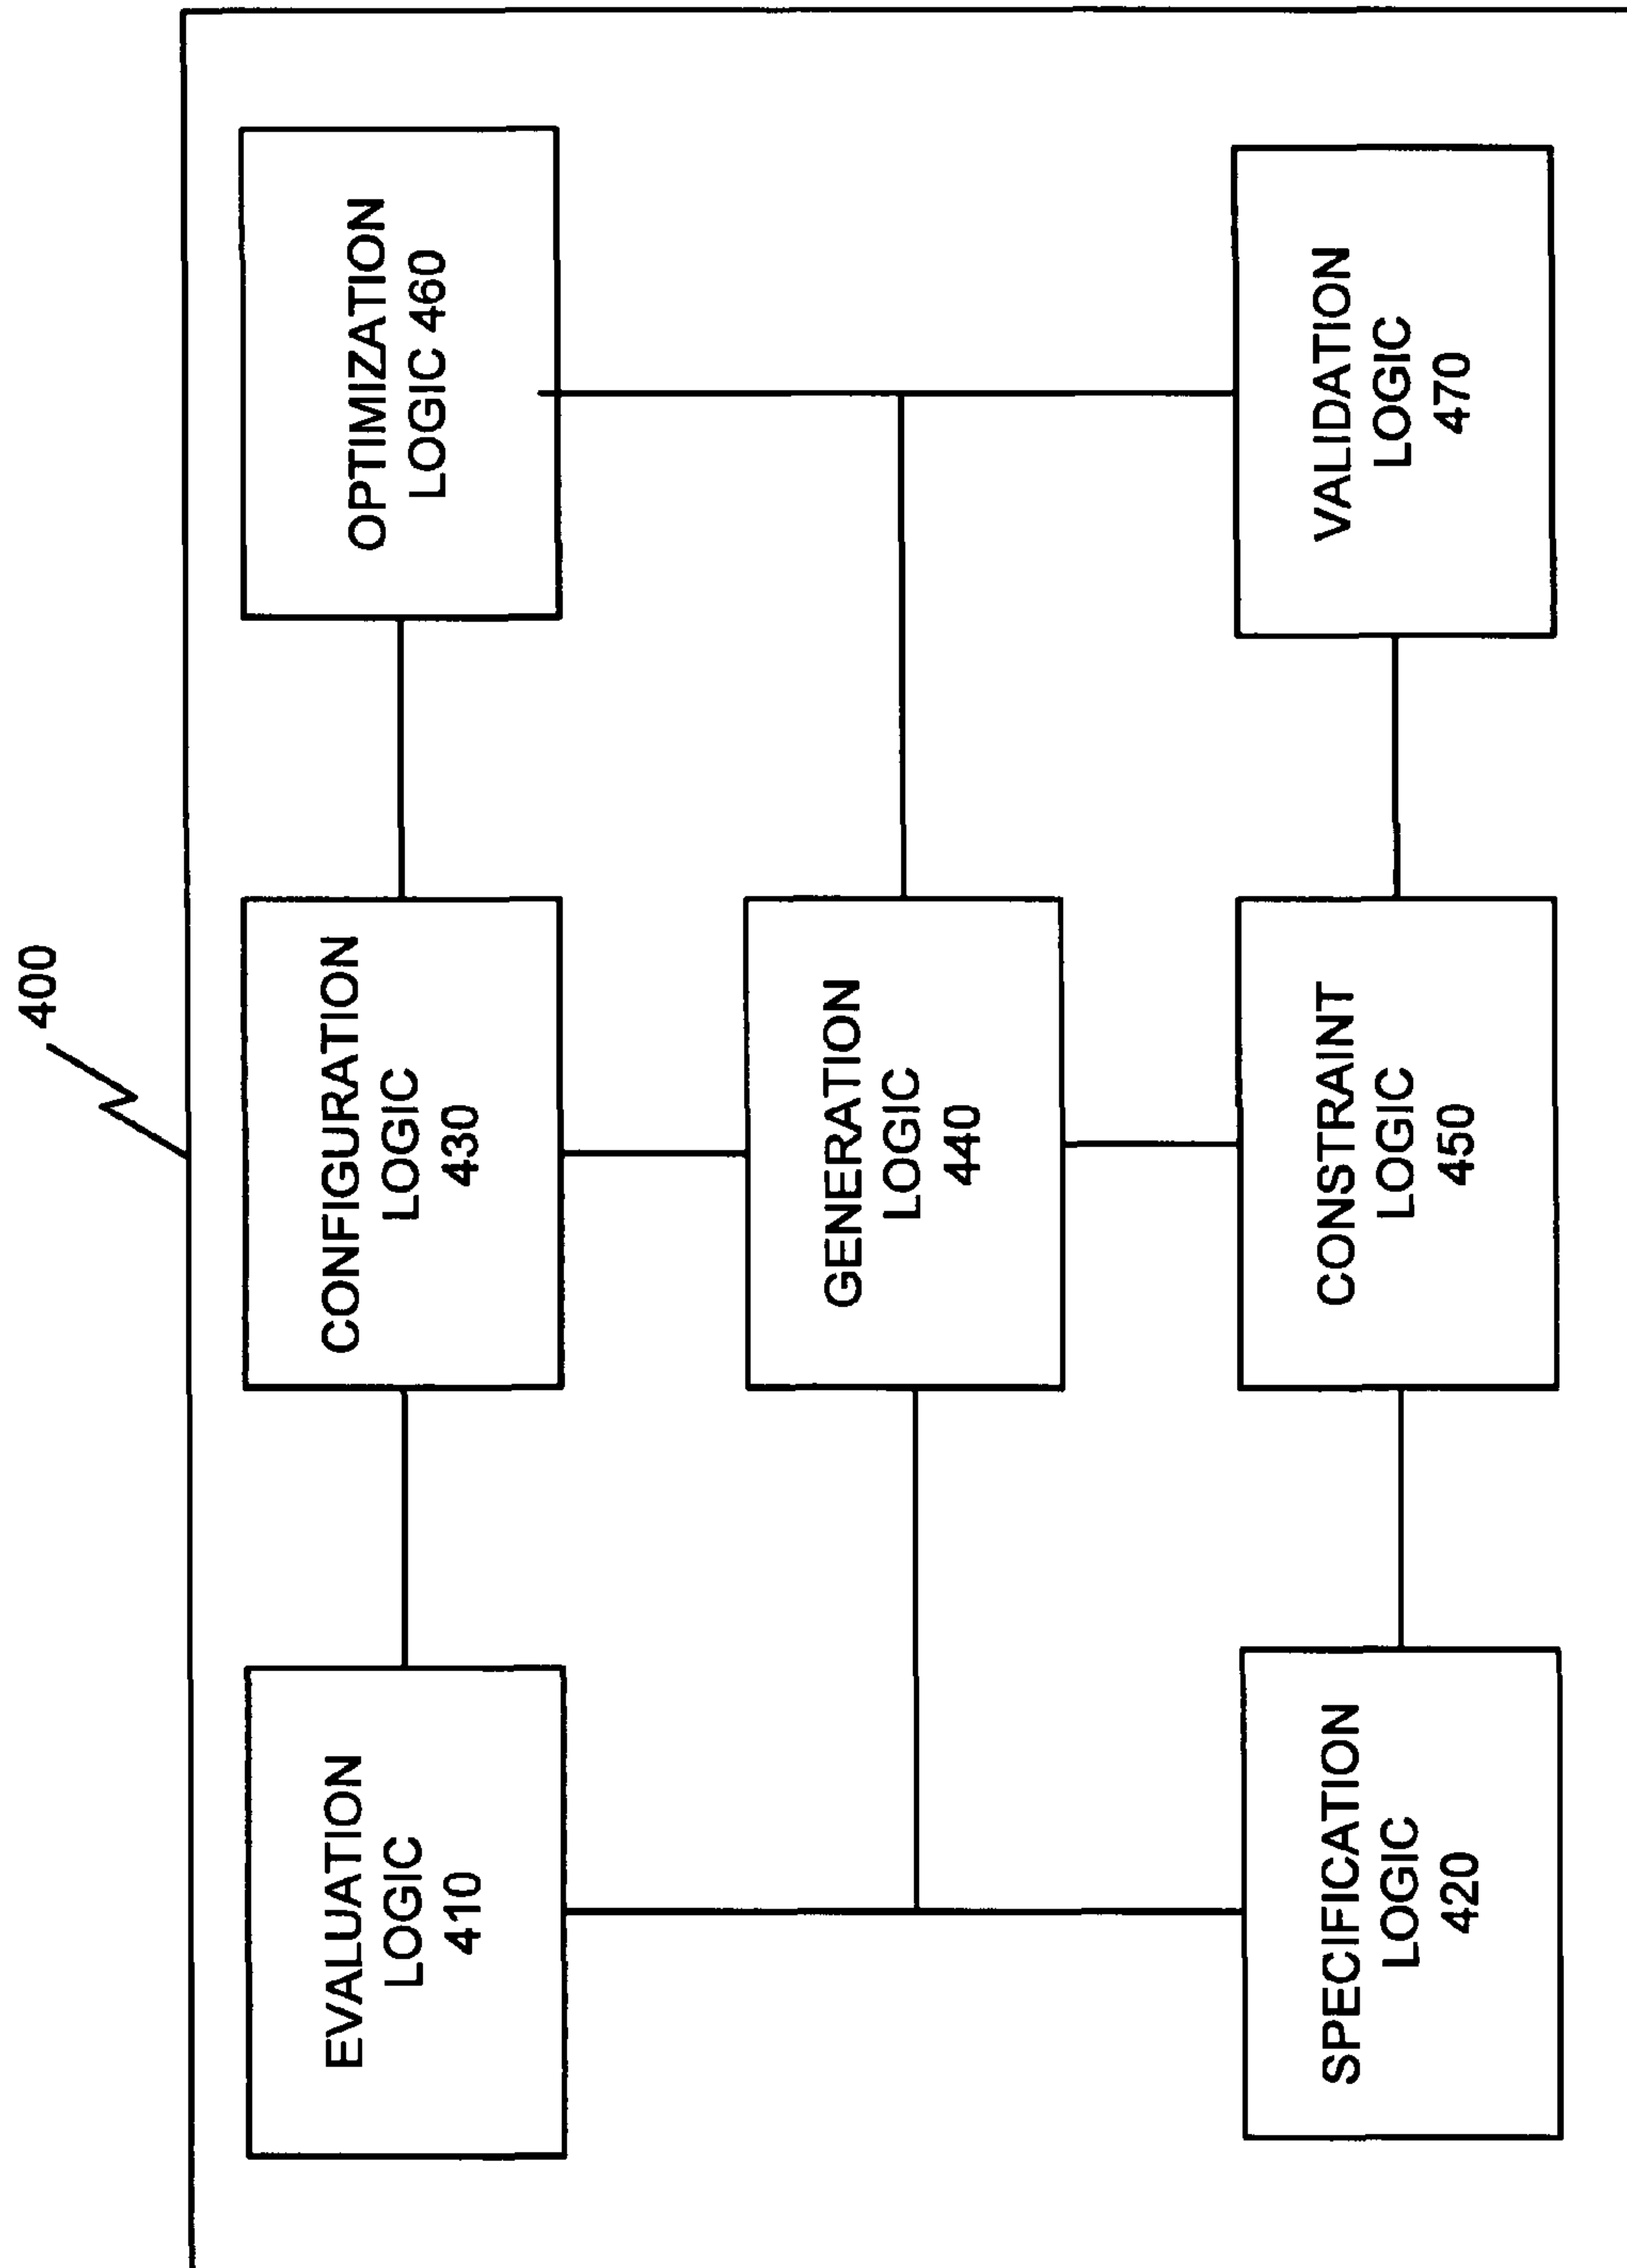 400
EVALUATION
LOGIC
410
CONFIGURATION
LOGIC
430
OPTIMIZATION
LOGIC 460
GENERATION
LOGIC
440
SPECIFICATION
LOGIC
420
CONSTRAINT
LOGIC
450
VALIDATION
LOGIC
470